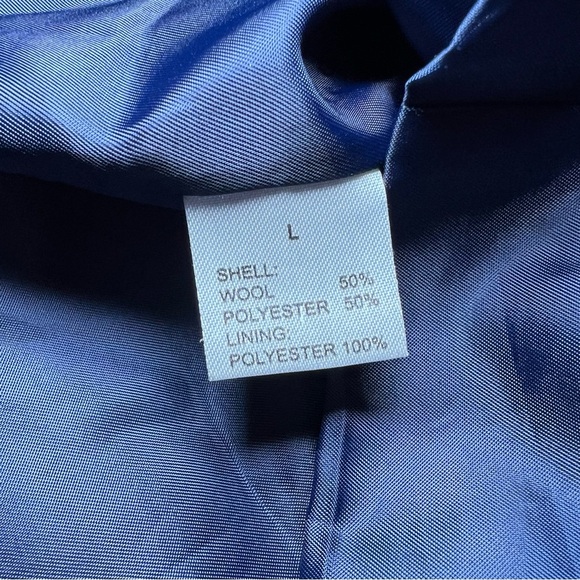 L
SHELL:
WOOL 50%
POLYESTER 50%
LINING:
POLYESTER 100%